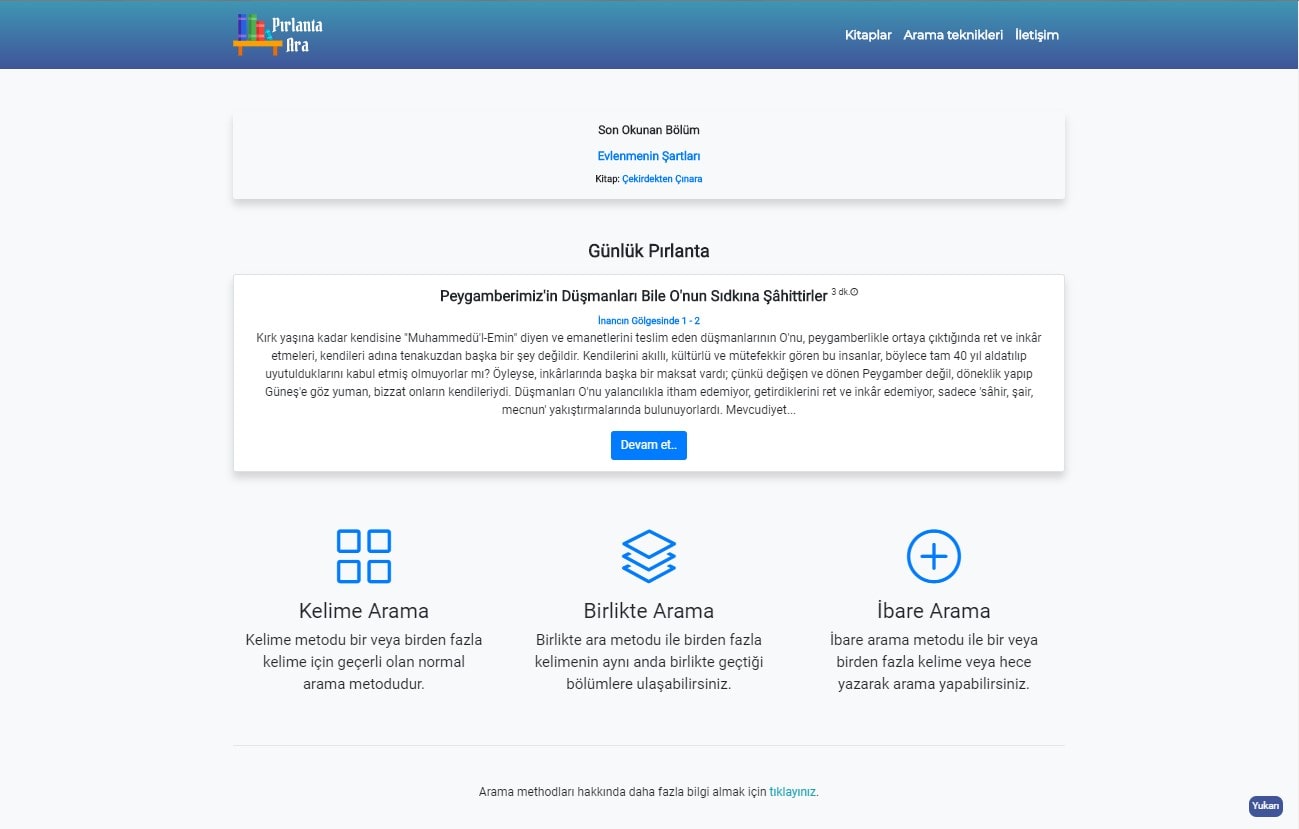 Pırlanta
Ara
Kitaplar Arama teknikleri İletişim
Son Okunan Bölüm
Evlenmenin Şartları
Kitap: Çekirdekten Çınara
Günlük Pırlanta
Peygamberimiz'in Düşmanları Bile O'nun Sıdkına Şâhittirler 3 dk.
İnancın Gölgesinde 1 - 2
Kırk yaşına kadar kendisine "Muhammedü'l-Emin" diyen ve emanetlerini teslim eden düşmanlarının O'nu, peygamberlikle ortaya çıktığında ret ve inkâr
etmeleri, kendileri adına tenakuzdan başka bir şey değildir. Kendilerini akıllı, kültürlü ve mütefekkir gören bu insanlar, böylece tam 40 yıl aldatılıp
uyutulduklarını kabul etmiş olmuyorlar mı? Öyleyse, inkârlarında başka bir maksat vardı; çünkü değişen ve dönen Peygamber değil, döneklik yapıp
Güneş'e göz yuman, bizzat onların kendileriydi. Düşmanları O'nu yalancılıkla itham edemiyor, getirdiklerini ret ve inkâr edemiyor, sadece 'sâhir, şair,
mecnun' yakıştırmalarında bulunuyorlardı. Mevcudiyet...
Devam et..
Kelime Arama
Kelime metodu bir veya birden fazla
kelime için geçerli olan normal
arama metodudur.
Birlikte Arama
Birlikte ara metodu ile birden fazla
kelimenin aynı anda birlikte geçtiği
bölümlere ulaşabilirsiniz.
İbare Arama
İbare arama metodu ile bir veya
birden fazla kelime veya hece
yazarak arama yapabilirsiniz.
Arama methodları hakkında daha fazla bilgi almak için tıklayınız.
Yukarı